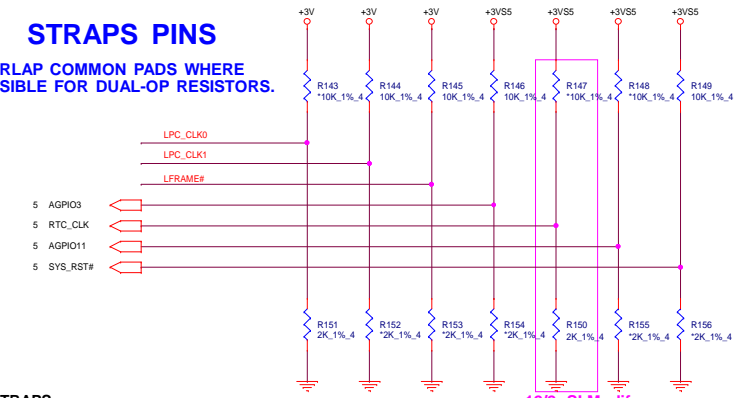 +3V +3V +3V +3VS5 +3VS5 +3VS5 +3VS5
STRAPS PINS
RLAP COMMON PADS WHERE
SIBLE FOR DUAL-OP RESISTORS.
R143 R144 R145 R146 R147 R148 R149
*10K_1%_4 10K_1%_4 10K_1%_4 10K_1%_4 *10K_1%_4 10K_1%_4 10K_1%_4
LPC_CLK0
LPC_CLK1
LFRAME#
5 AGPIO3
5 RTC_CLK
5 AGPIO11
5 SYS_RST#
R151 R152 R153 R154 R150 R155 R156
2K_1%_4 *2K_1%_4 *2K_1%_4 *2K_1%_4 2K_1%_4 *2K_1%_4 *2K_1%_4
TRAPS